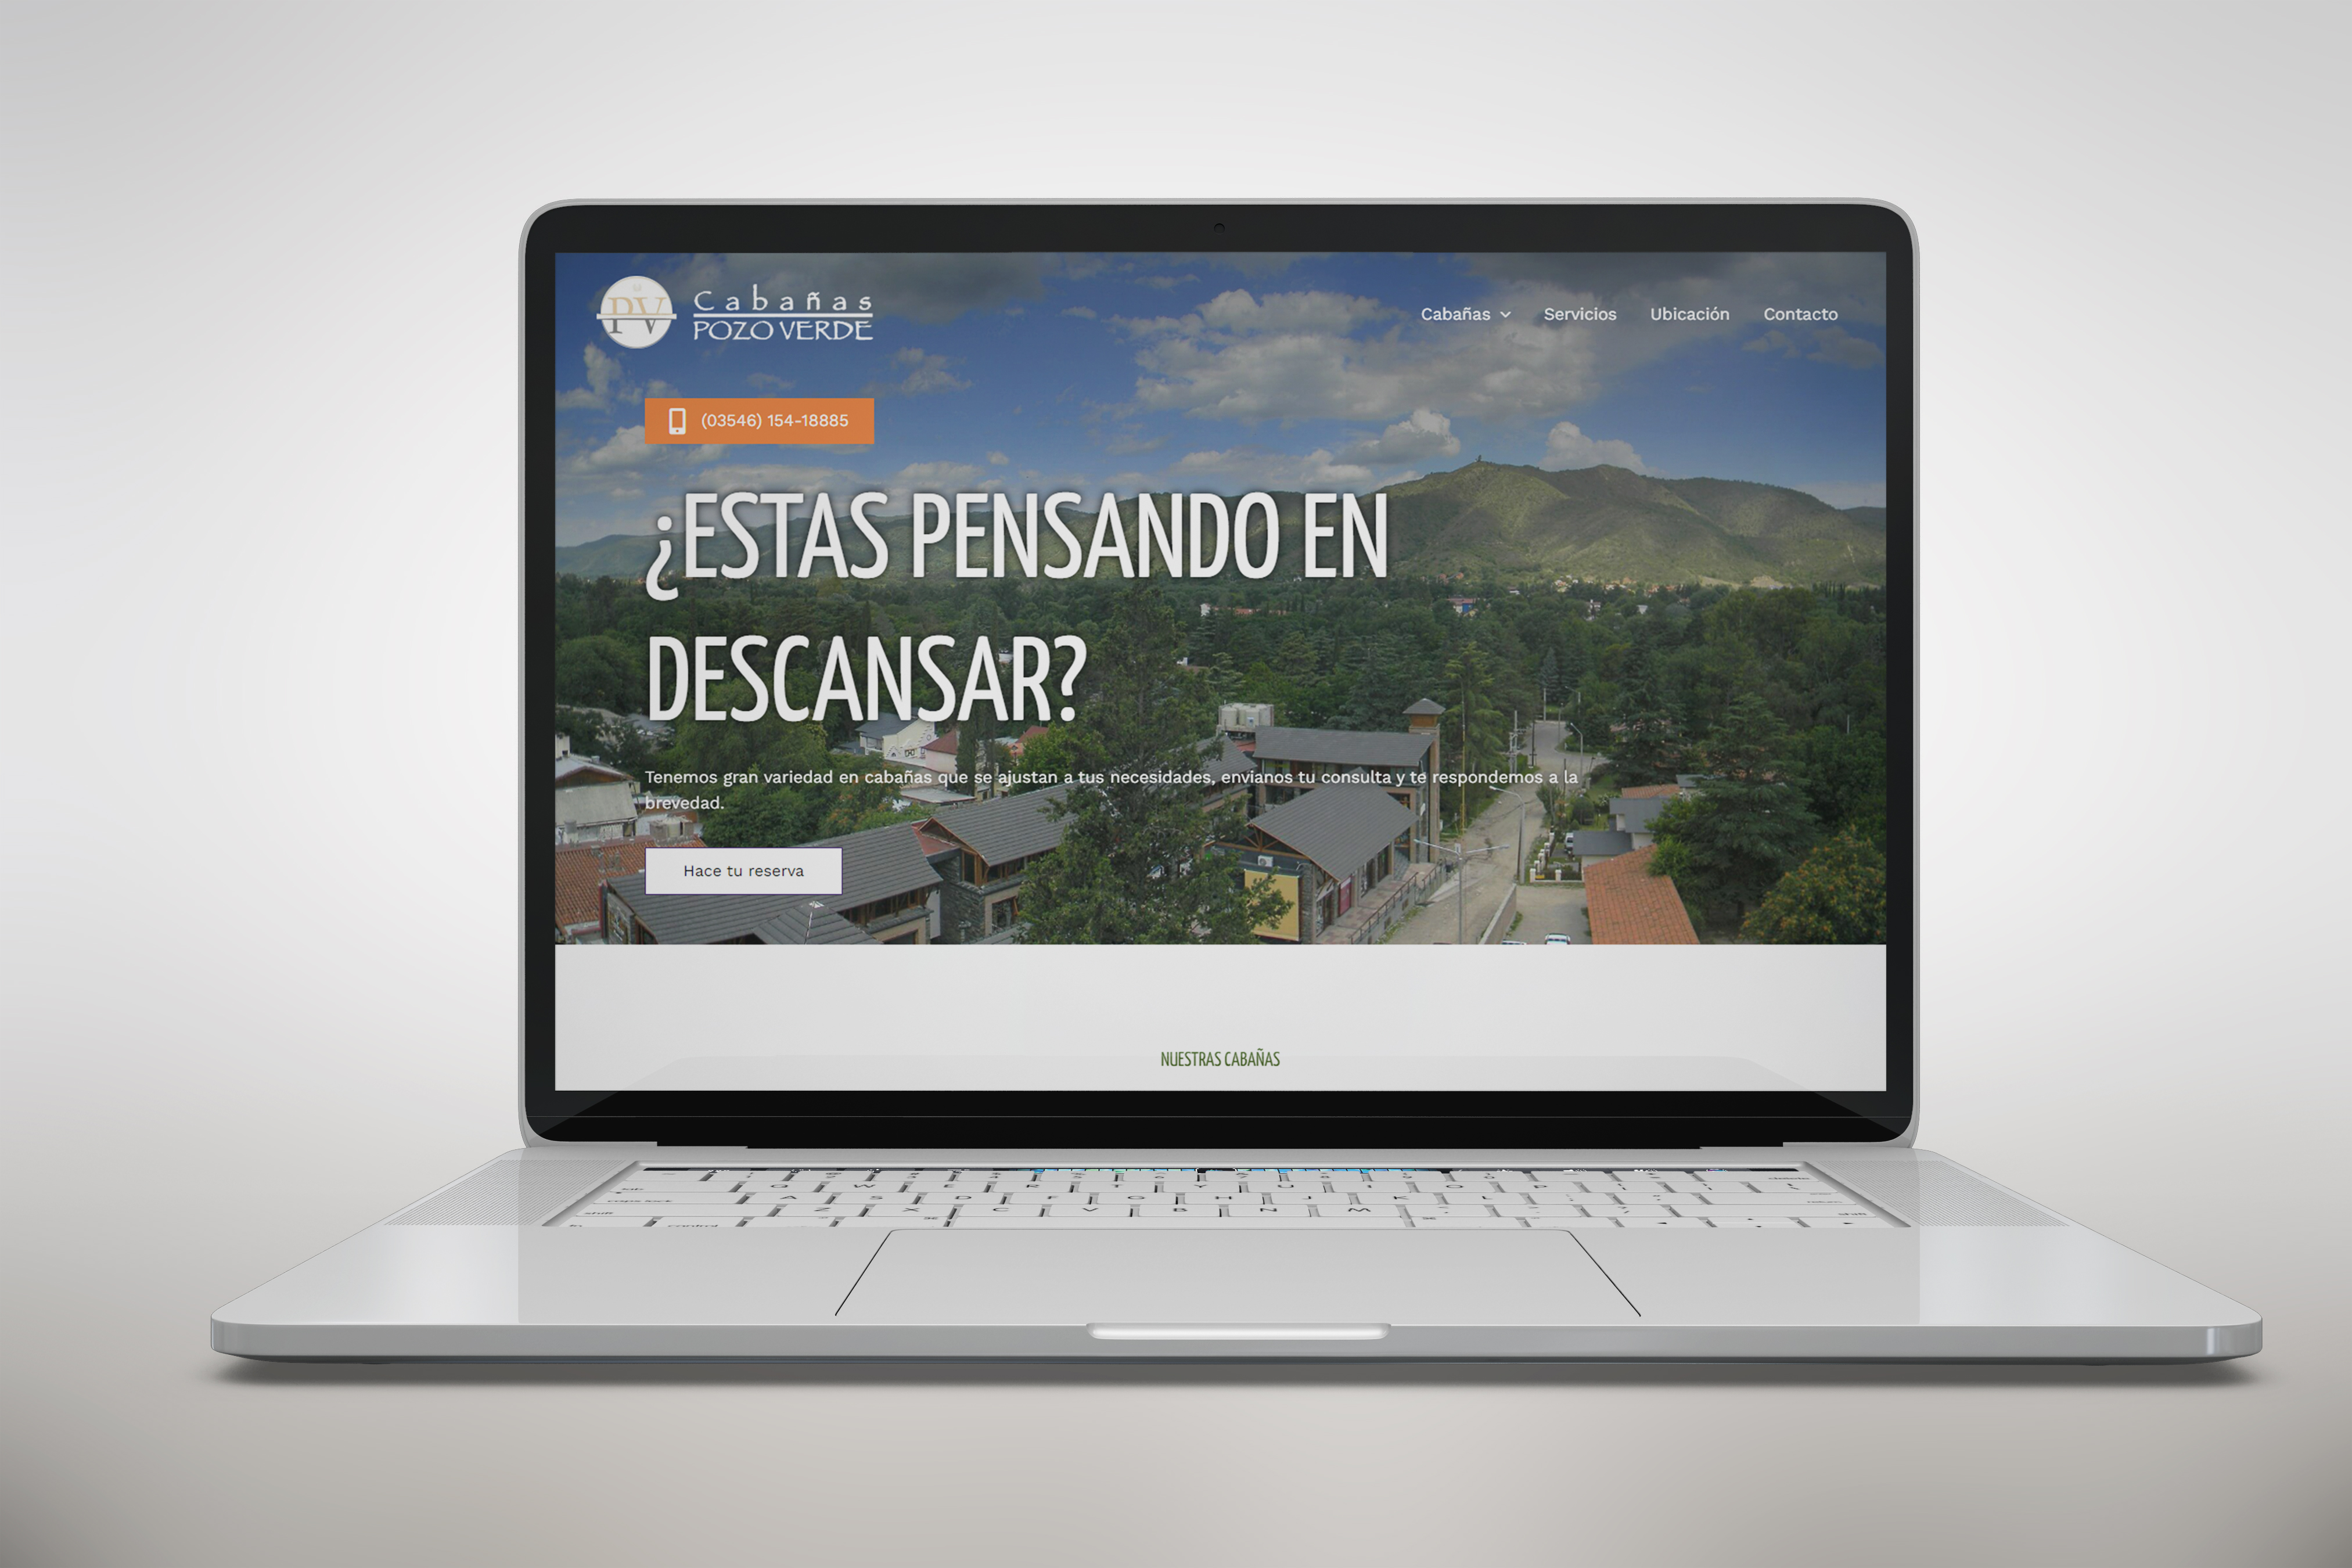 PV
Cabañas
POZO VERDE
Cabañas
Servicios
Ubicación
Contacto
(03546) 154-18885
¿ESTAS PENSANDO EN
DESCANSAR?
Tenemos gran variedad en cabañas que se ajustan a tus necesidades, envianos tu consulta y te respondemos a la
brevedad.
Hace tu reserva
NUESTRAS CABAÑAS
Q W E R T Y U I O P
A S D F G H J K L
Z X C V B N M
control